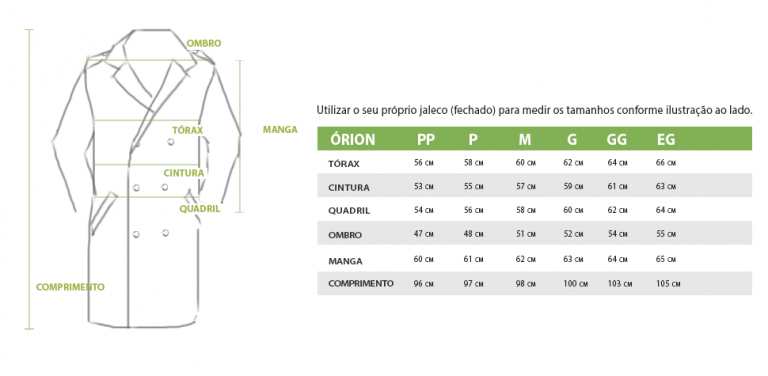 OMBRO
TÓRAX
MANGA
CINTURA
QUADRIL
COMPRIMENTO
Utilizar o seu próprio jaleco (fechado) para medir os tamanhos conforme ilustração ao lado.
ÓRION PP P M G GG EG
TÓRAX 56 CM 58 CM 60 CM 62 CM 64 CM 66 CM
CINTURA 53 CM 55 CM 57 CM 59 CM 61 CM 63 CM
QUADRIL 54 CM 56 CM 58 CM 60 CM 62 CM 64 CM
OMBRO 47 CM 48 CM 51 CM 52 CM 54 CM 55 CM
MANGA 60 CM 61 CM 62 CM 63 CM 64 CM 65 CM
COMPRIMENTO 96 CM 97 CM 98 CM 100 CM 103 CM 105 CM